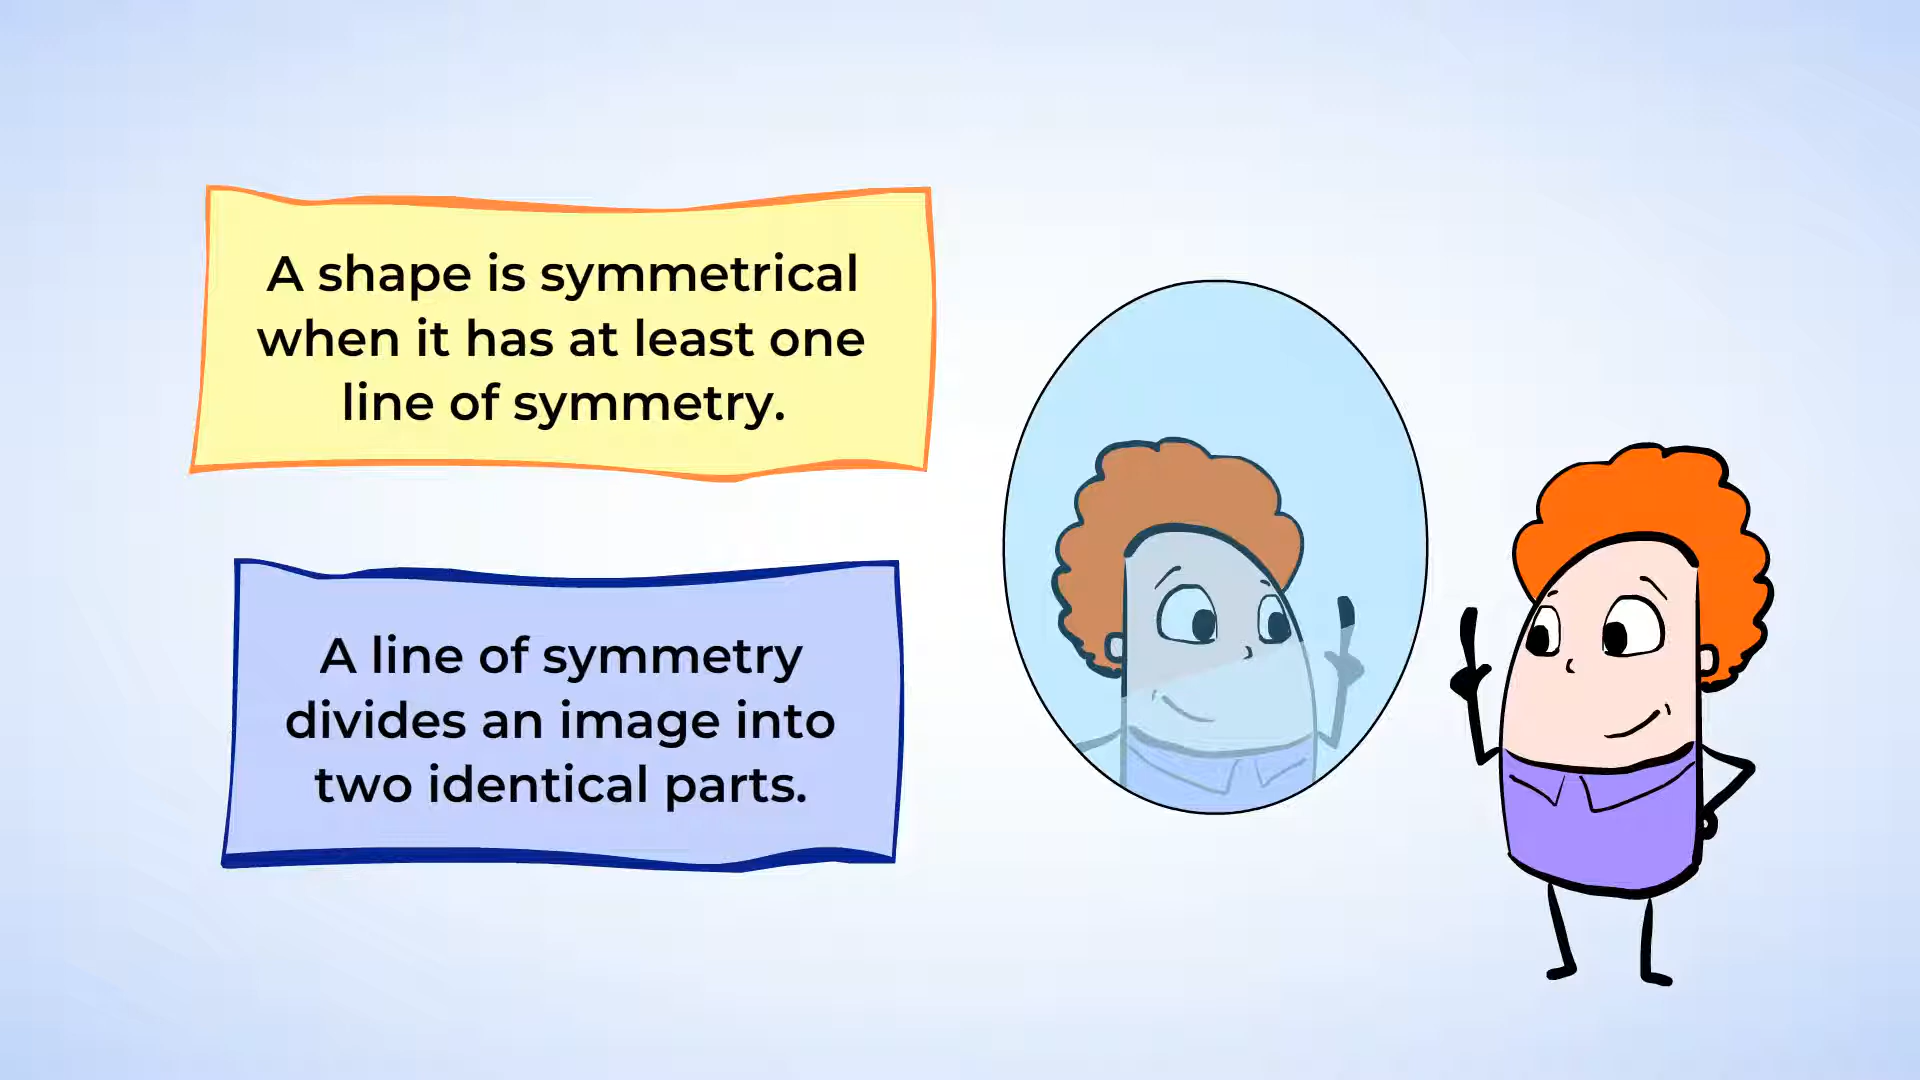 A shape is symmetrical
when it has at least one
line of symmetry.
A line of symmetry
divides an image into
two identical parts.